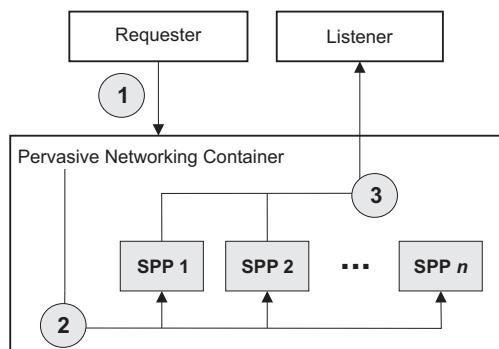 Requester
Listener
1
Pervasive Networking Container
3
SPP 1
SPP 2
...
SPP n
2